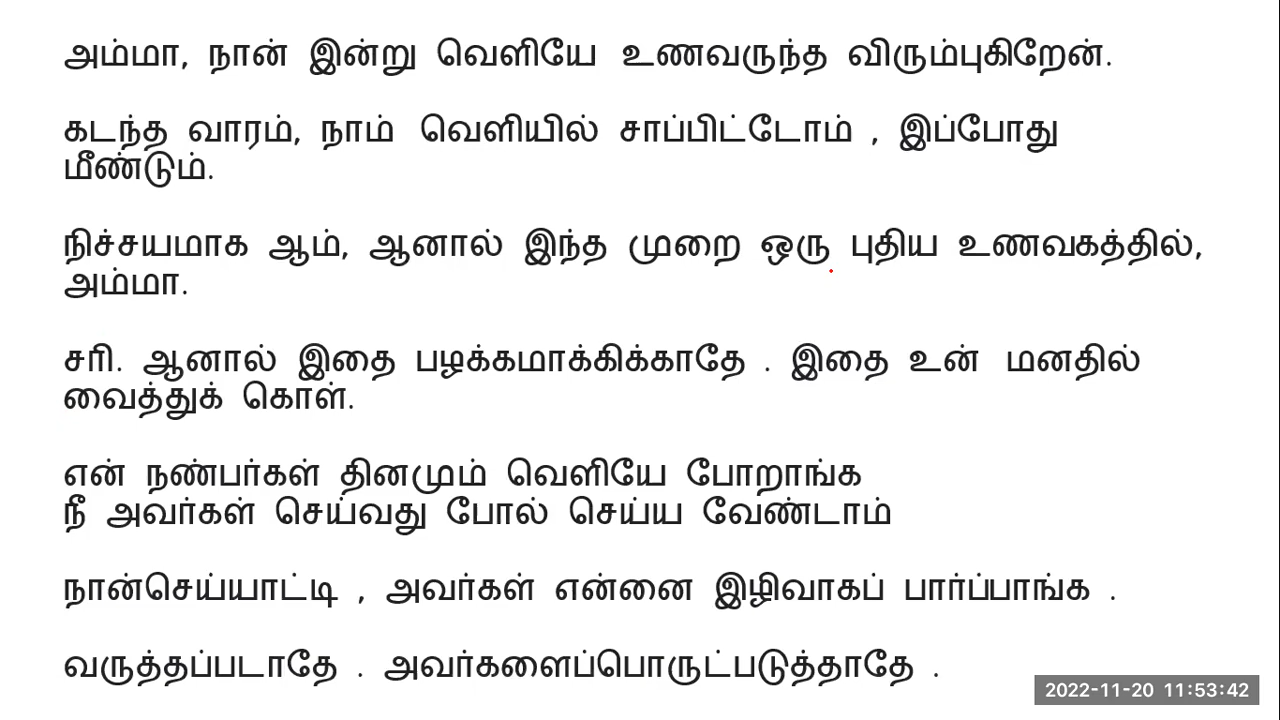 அம்மா, நான் இன்று வெளியே உணவருந்த விரும்புகிறேன்.
கடந்த வாரம், நாம் வெளியில் சாப்பிட்டோம் , இப்போது
மீண்டும்.
நிச்சயமாக ஆம், ஆனால் இந்த முறை ஒரு புதிய உணவகத்தில்,
அம்மா.
சரி. ஆனால் இதை பழக்கமாக்கிக்காதே . இதை உன் மனதில்
வைத்துக் கொள்.
என் நண்பர்கள் தினமும் வெளியே போறாங்க
நீ அவர்கள் செய்வது போல் செய்ய வேண்டாம்
நான்செய்யாட்டி , அவர்கள் என்னை இழிவாகப் பார்ப்பாங்க .
வருத்தப்படாதே . அவர்களைப்பொருட்படுத்தாதே .
2022-11-20 11:53:42